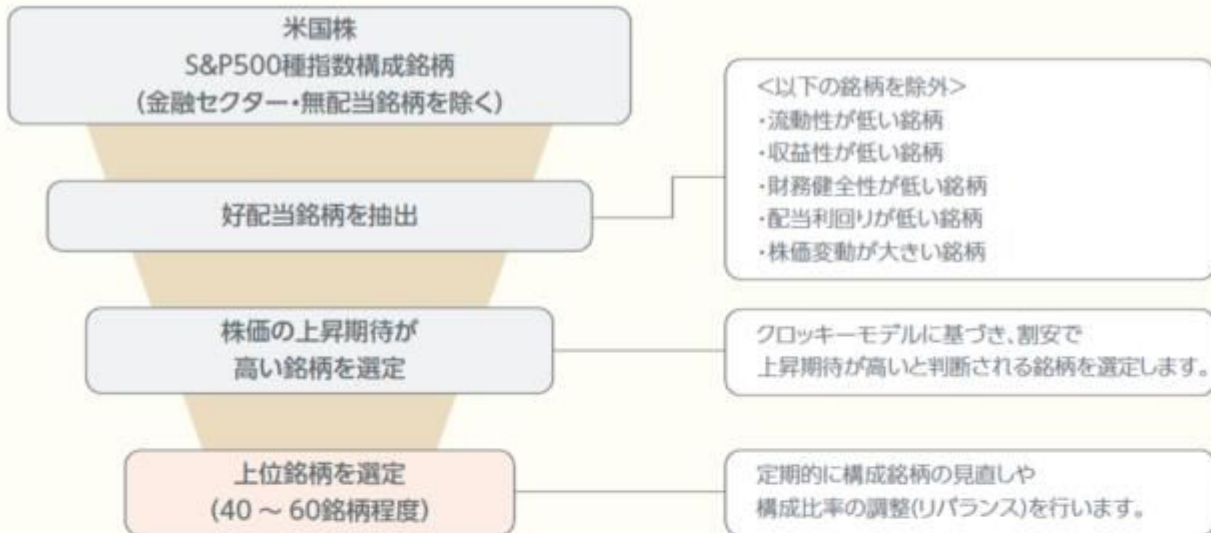 米国株
S&P500種指数構成銘柄
(金融セクター・無配当銘柄を除く)
<以下の銘柄を除外>
・流動性が低い銘柄
・収益性が低い銘柄
・財務健全性が低い銘柄
・配当利回りが低い銘柄
・株価変動が大きい銘柄
好配当銘柄を抽出
株価の上昇期待が
高い銘柄を選定
クロッキーモデルに基づき、割安で
上昇期待が高いと判断される銘柄を選定します。
上位銘柄を選定
(40 ～ 60銘柄程度)
定期的に構成銘柄の見直しや
構成比率の調整(リバランス)を行います。